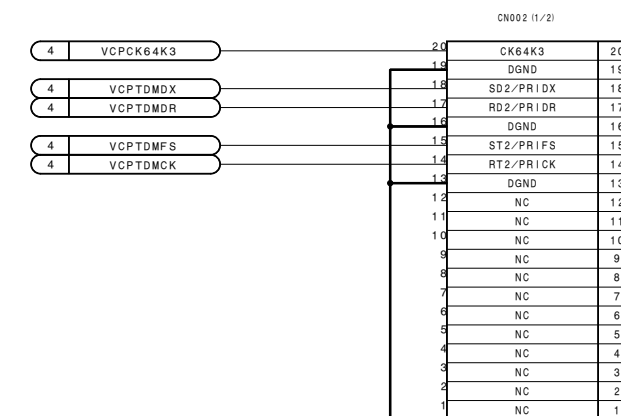 CN002 (1/2)
4 VCPCK64K3 20 CK64K3 20
19 DGND 19
4 VCPTDMDX 18 SD2/PRIDX 18
4 VCPTDMDR 17 RD2/PRIDR 17
16 DGND 16
4 VCPTDMFS 15 ST2/PRIFS 15
4 VCPTDMCK 14 RT2/PRICK 14
13 DGND 13
12 NC 12
11 NC 11
10 NC 10
9 NC 9
8 NC 8
7 NC 7
6 NC 6
5 NC 5
4 NC 4
3 NC 3
2 NC 2
1 NC 1